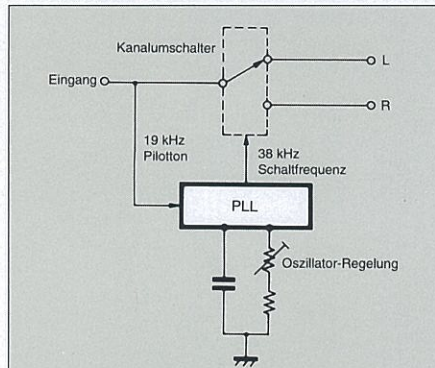 Kanalumschalter
L
Eingang
R
19 kHz
Pilotton
38 kHz
Schaltfrequenz
PLL
Oszillator-Regelung